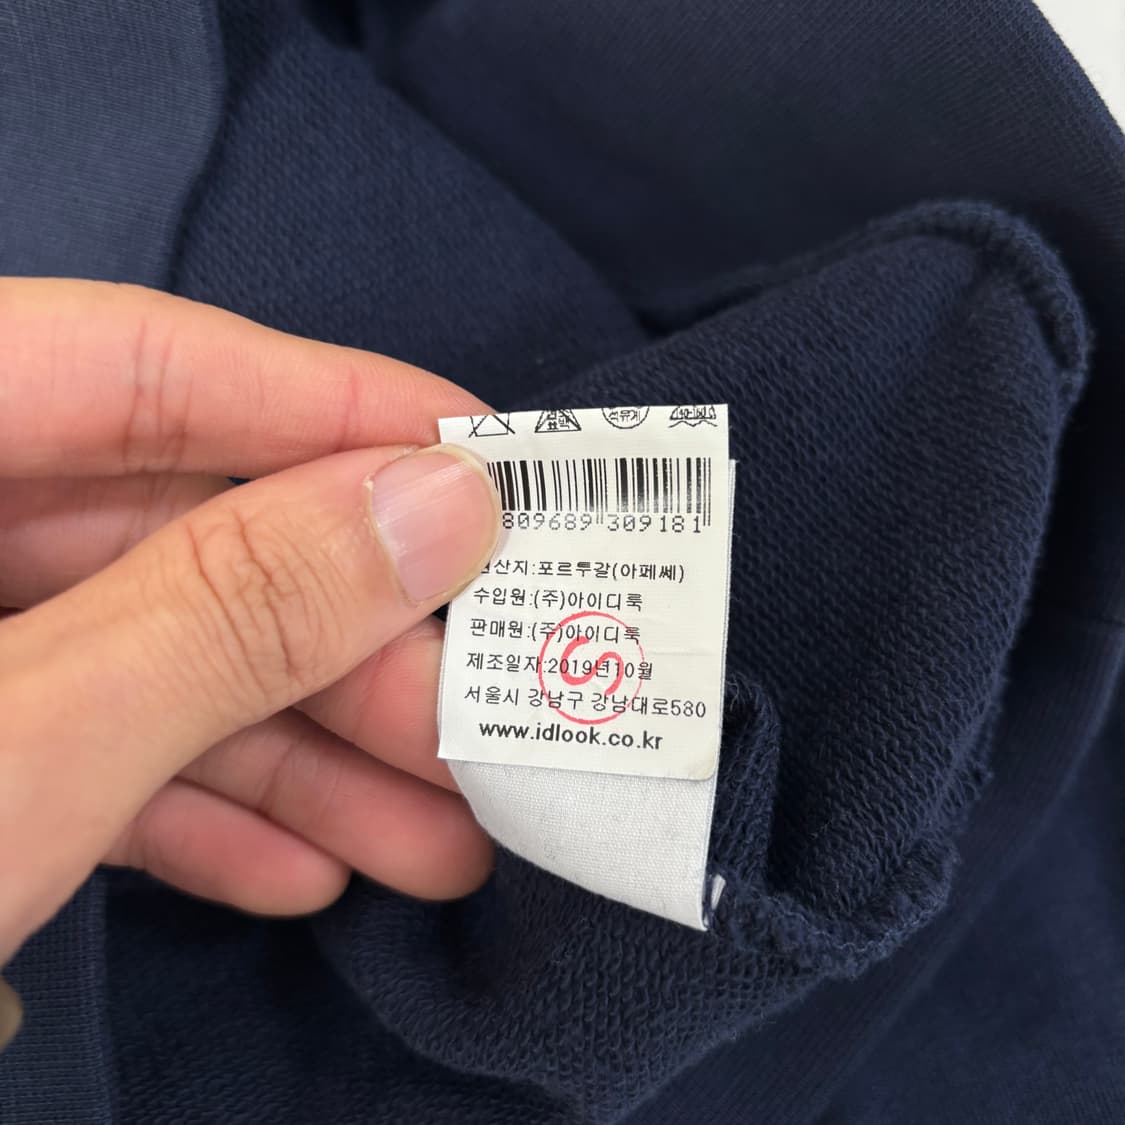 809689 309181
원산지:포르투갈(아페쎄)
수입원:(주)아이디룩
판매원:(주)아이디룩
제조일자:2019년10월
서울시 강남구 강남대로580
www.idlook.co.kr
S